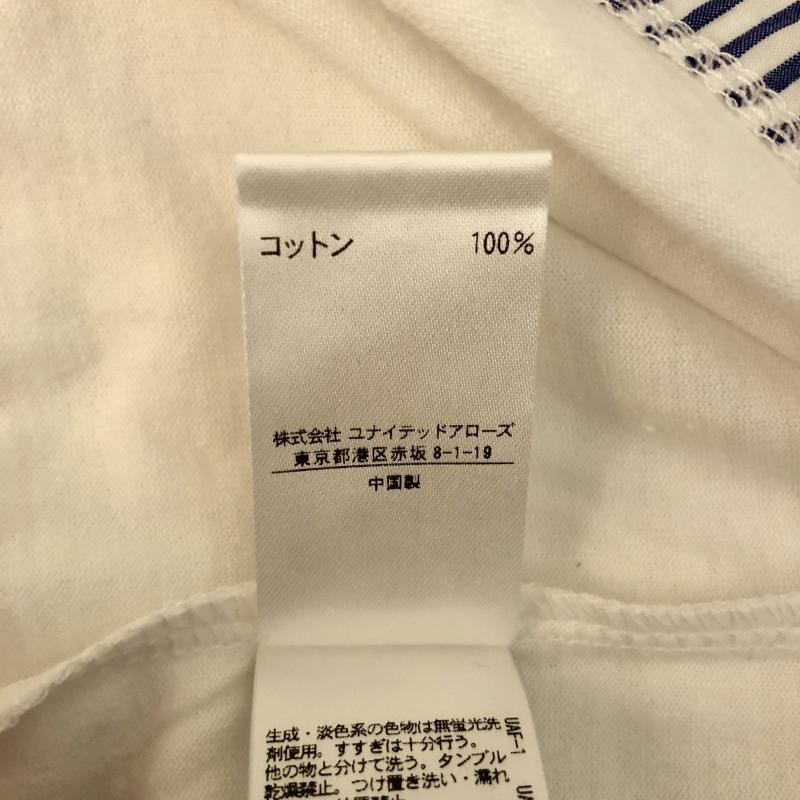 コットン 100%
株式会社 ユナイテッドアローズ
東京都港区赤坂 8-1-19
中国製
生成・淡色系の色物は無蛍光洗
剤使用。すすぎは十分行う。
他の物と分けて洗う。タンブル
乾燥禁止。つけ置き洗い・濡れ
UAF-1